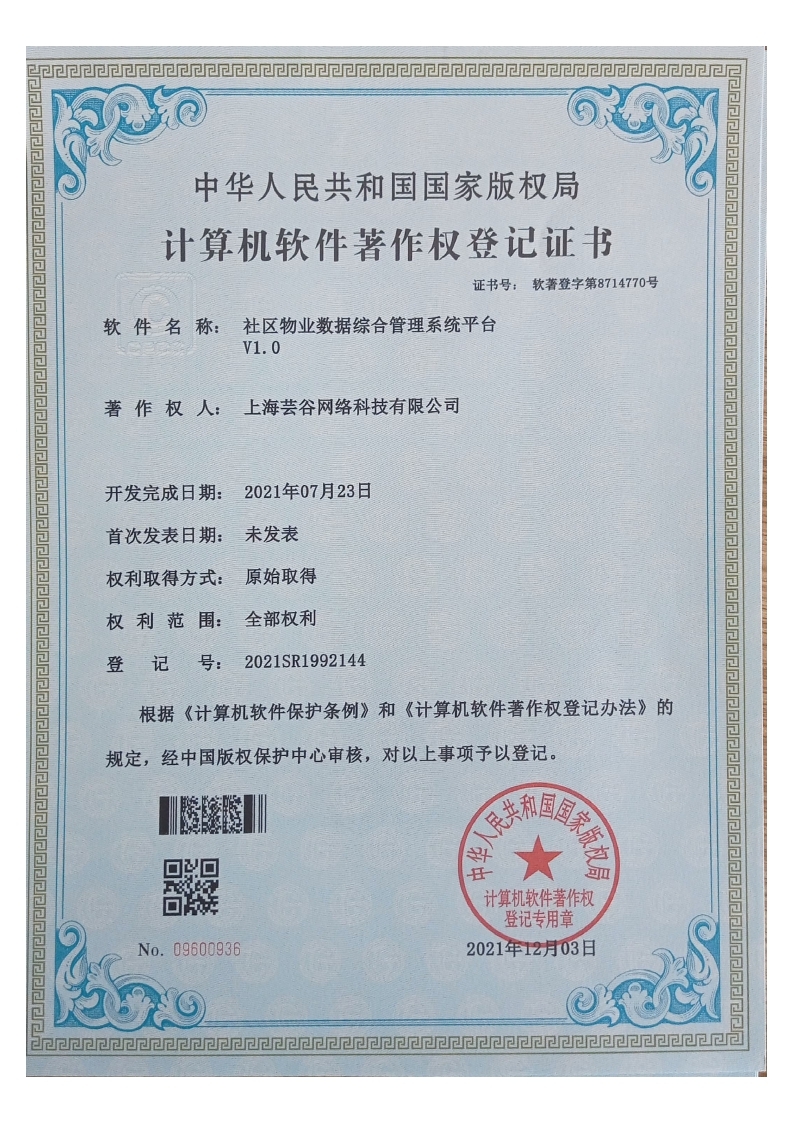 中华人民共和国国家版权局
计算机软件著作权登记证书
证书号： 软著登字第8714770号
软件名称： 社区物业数据综合管理系统平台
V1.0
著作权人： 上海芸谷网络科技有限公司
开发完成日期： 2021年07月23日
首次发表日期： 未发表
权利取得方式： 原始取得
权利范围： 全部权利
登记号： 2021SR1992144
根据《计算机软件保护条例》和《计算机软件著作权登记办法》的
规定，经中国版权保护中心审核，对以上事项予以登记。
中华人民共和国国家版权局
计算机软件著作权
登记专用章
No. 09600936
2021年12月03日